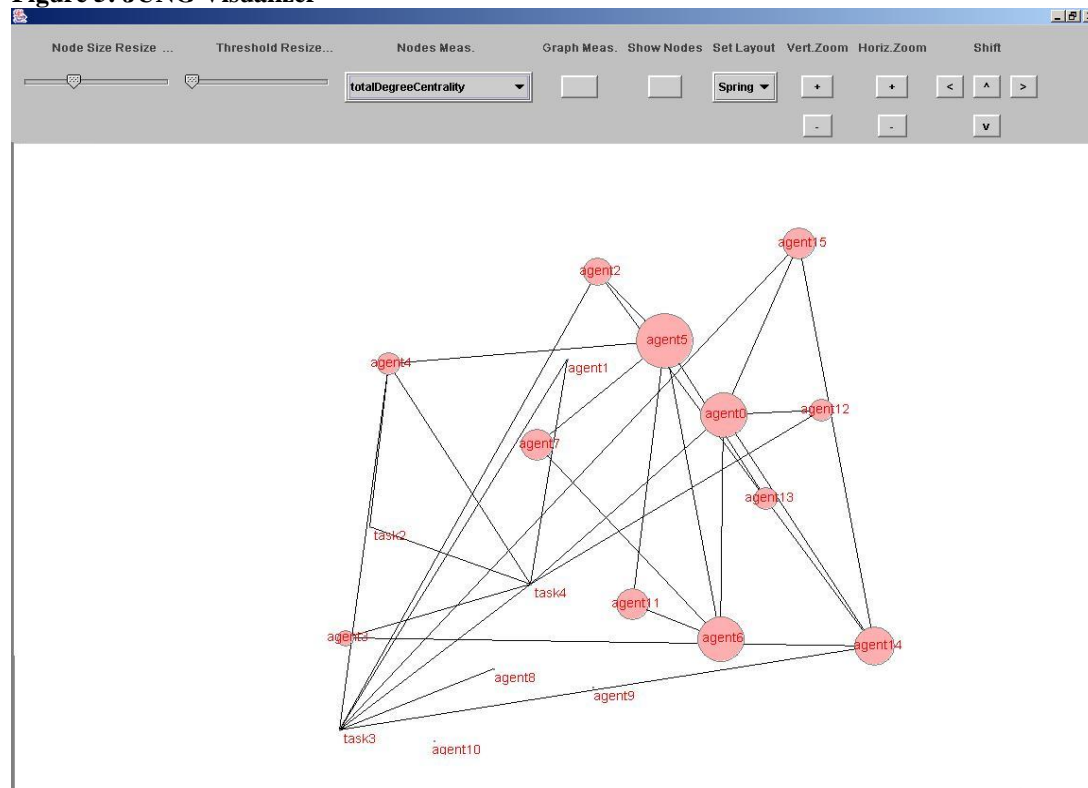 Figure 3: JUNG Visualizer
Node Size Resize ...
Threshold Resize...
Nodes Meas.
Graph Meas.
Show Nodes
Set Layout
Vert.Zoom
Horiz.Zoom
Shift
totalDegreeCentrality
Spring
+
+
<
^
>
-
-
v
agent15
agent2
agent5
agent4
agent1
agent0
agent12
agent7
agent13
task2
task4
agent11
agent3
agent6
agent14
agent8
agent9
task3
agent10